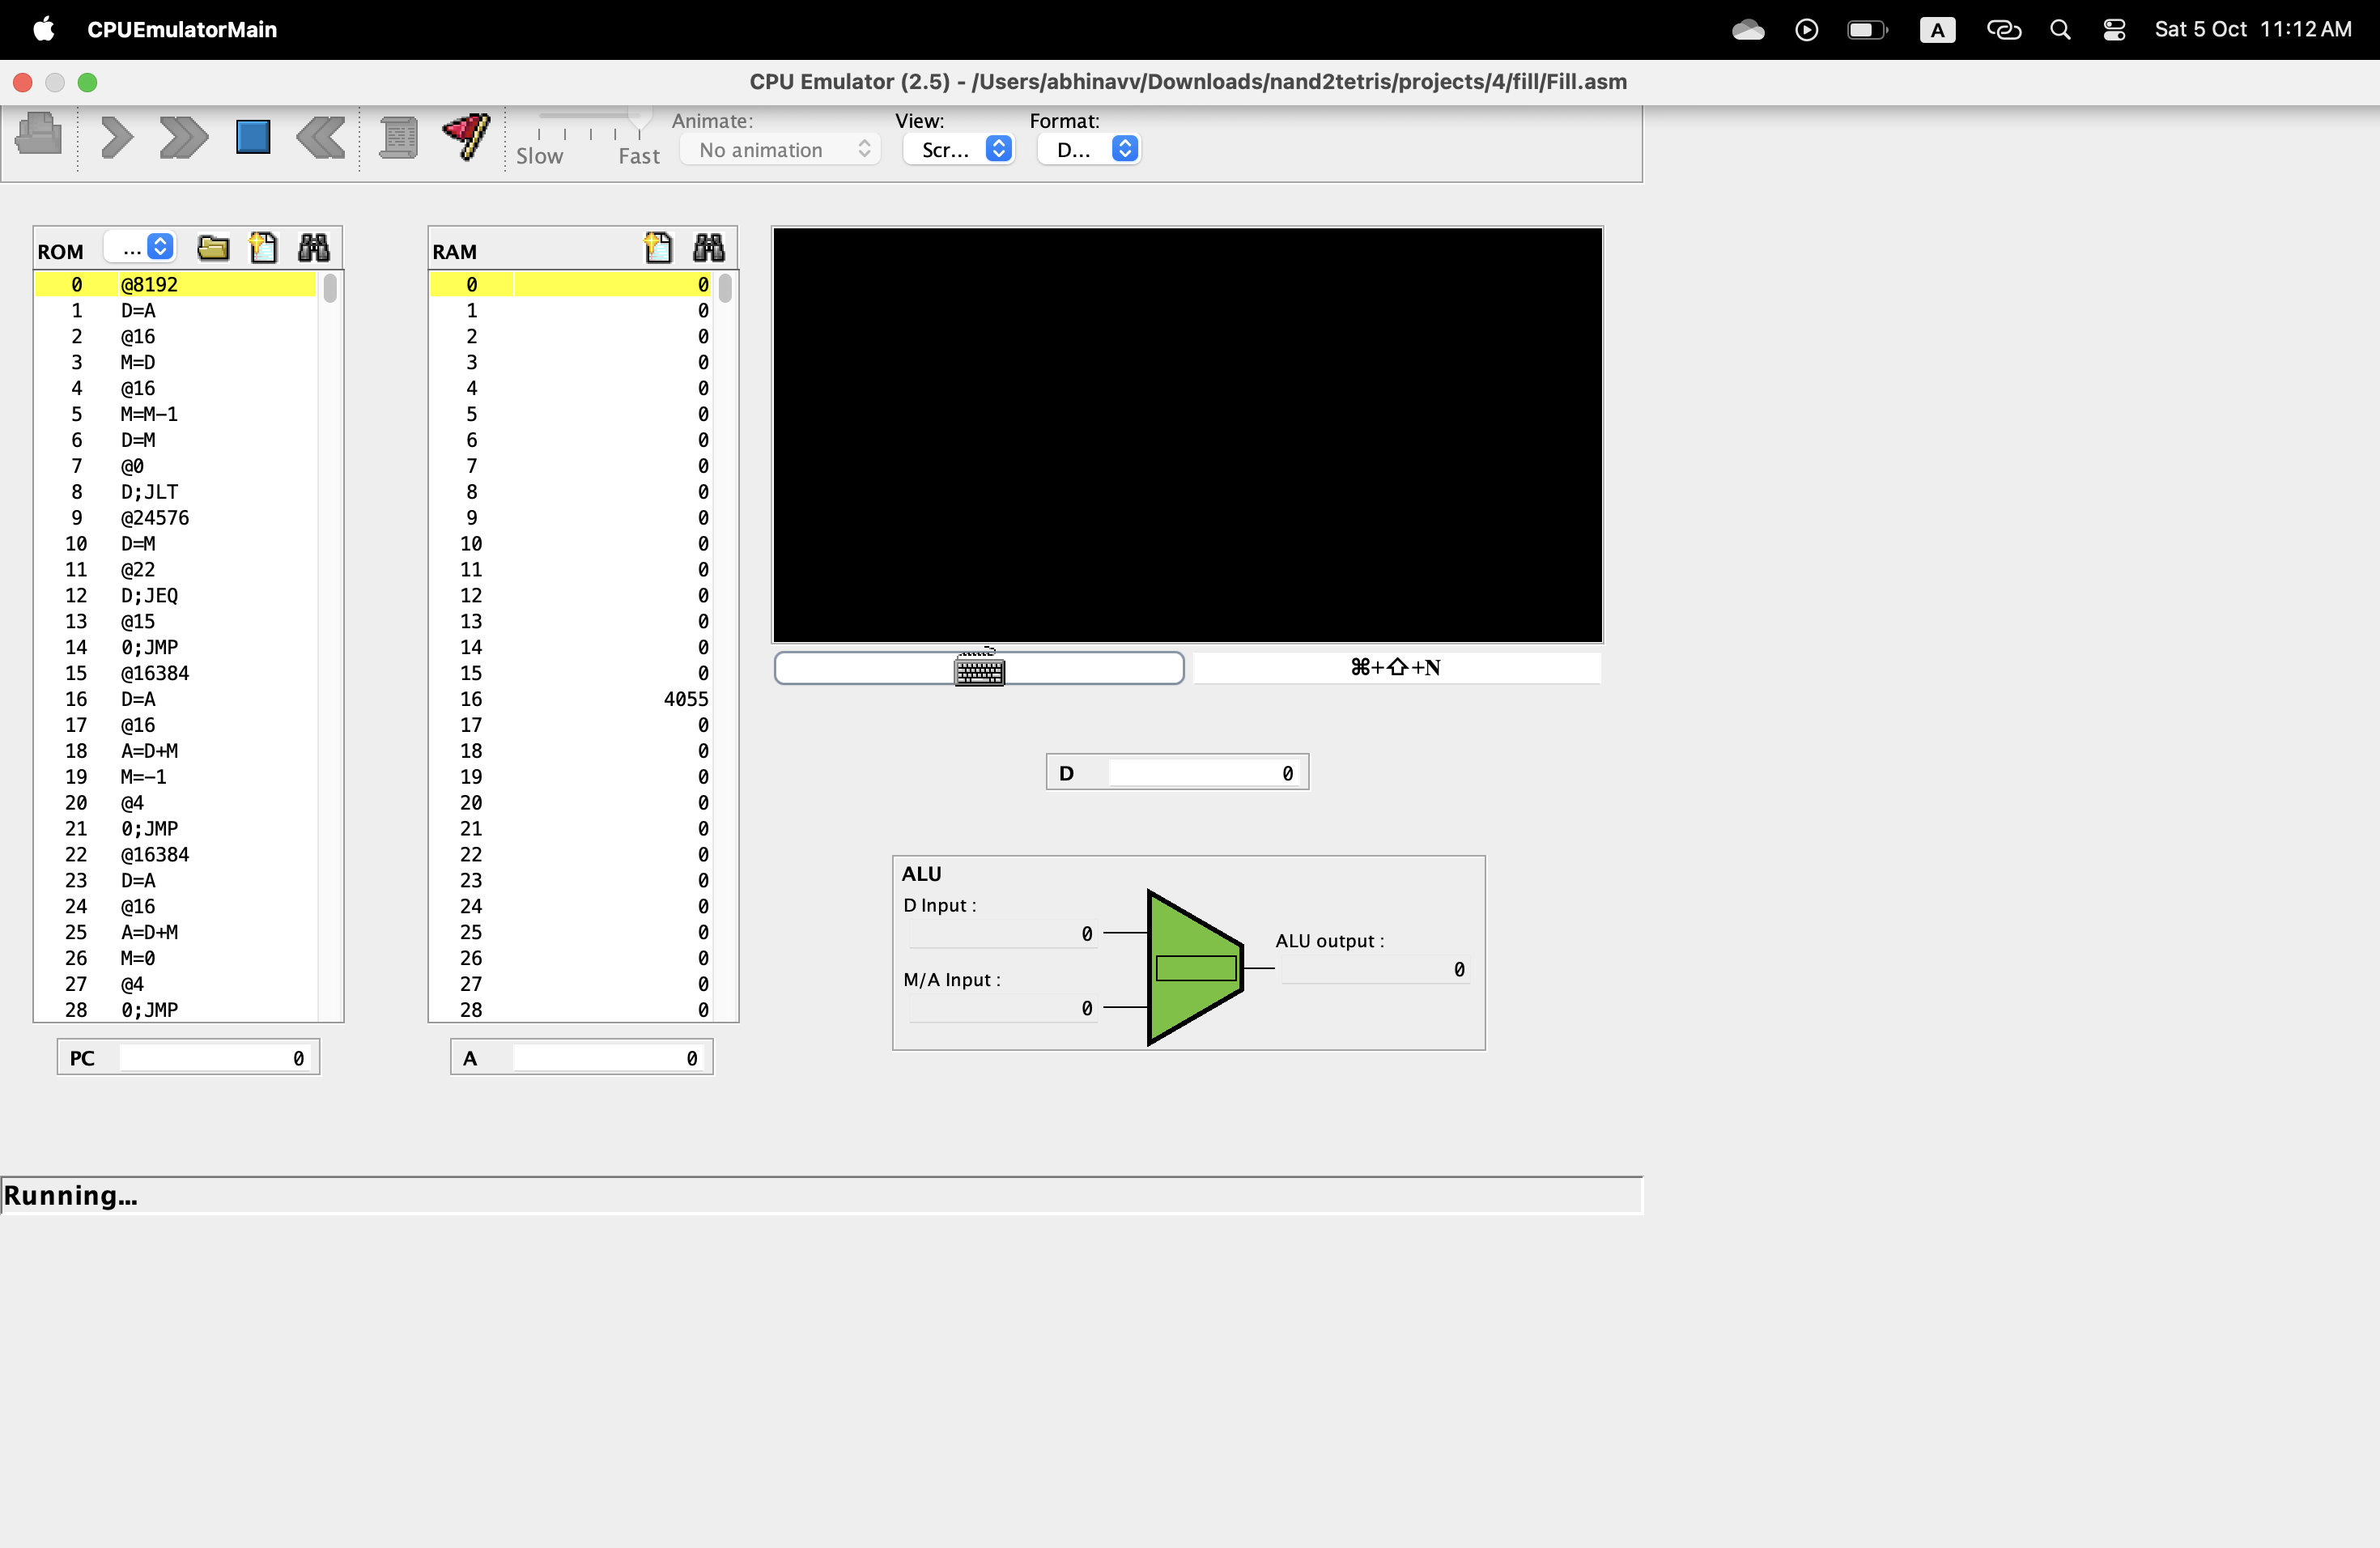 CPUEmulatorMain
A
Sat 5 Oct 11:12 AM
CPU Emulator (2.5) - /Users/abhinavv/Downloads/nand2tetris/projects/4/fill/Fill.asm
Slow
Fast
Animate:
No animation
View:
Scr...
Format:
D...
ROM
...
0 @8192
1 D=A
2 @16
3 M=D
4 @16
5 M=M-1
6 D=M
7 @0
8 D;JLT
9 @24576
10 D=M
11 @22
12 D;JEQ
13 @15
14 0;JMP
15 @16384
16 D=A
17 @16
18 A=D+M
19 M=-1
20 @4
21 0;JMP
22 @16384
23 D=A
24 @16
25 A=D+M
26 M=0
27 @4
28 0;JMP
PC 0
RAM
0 0
1 0
2 0
3 0
4 0
5 0
6 0
7 0
8 0
9 0
10 0
11 0
12 0
13 0
14 0
15 0
16 4055
17 0
18 0
19 0
20 0
21 0
22 0
23 0
24 0
25 0
26 0
27 0
28 0
A 0
⌘+⇧+N
D 0
ALU
D Input :
0
M/A Input :
0
ALU output :
0
Running...